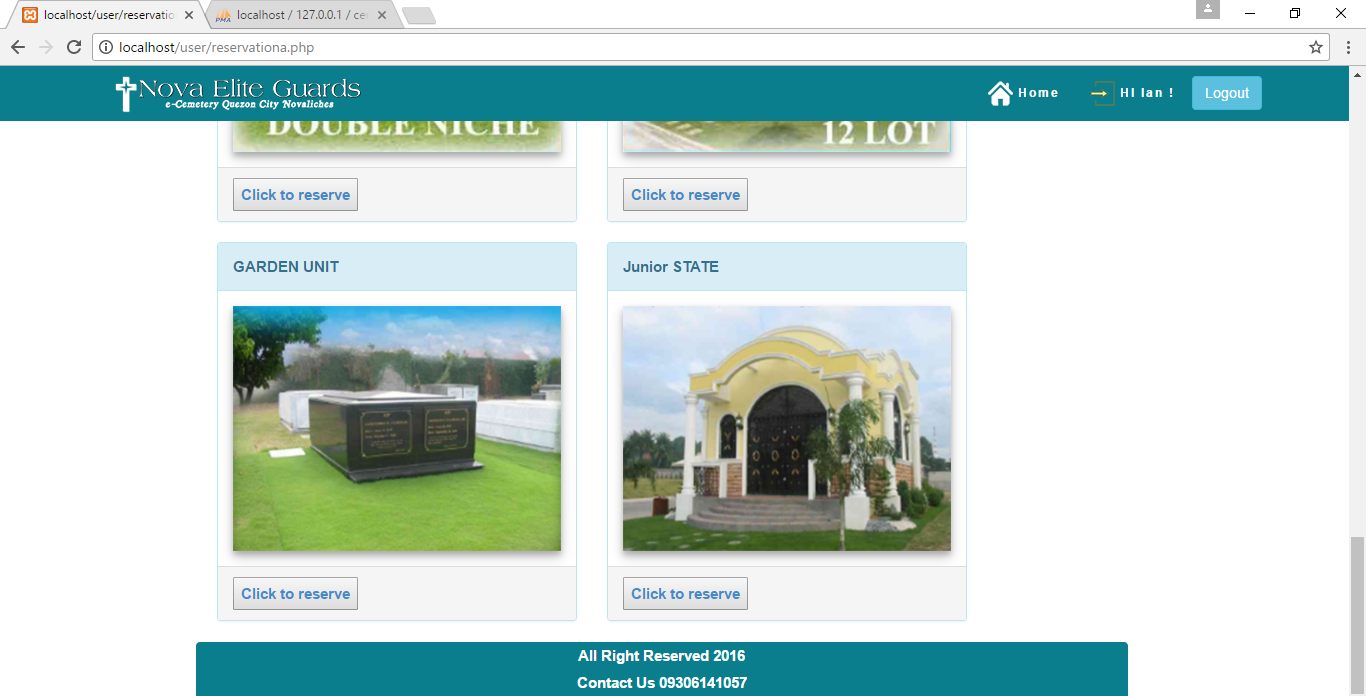 localhost/user/reservatio
localhost / 127.0.0.1 / ce
localhost/user/reservationa.php
Nova Elite Guards
e-Cemetery Quezon City Novaliches
Home
HI Ian !
Logout
DOUBLE NICHE
12 LOT
Click to reserve
Click to reserve
GARDEN UNIT
Junior STATE
Click to reserve
Click to reserve
All Right Reserved 2016
Contact Us 09306141057